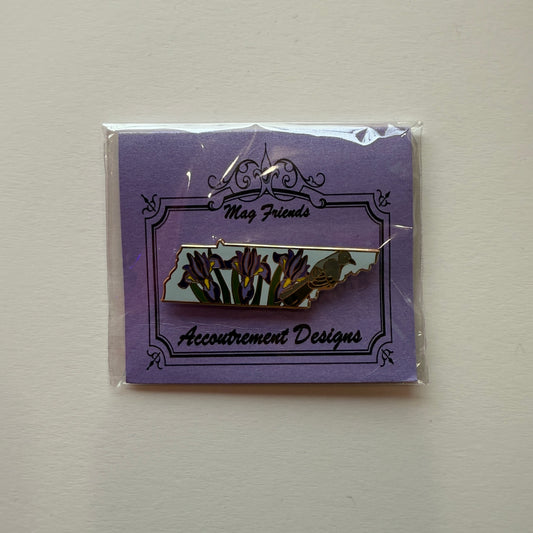 Mag Friends
Accoutrement Designs